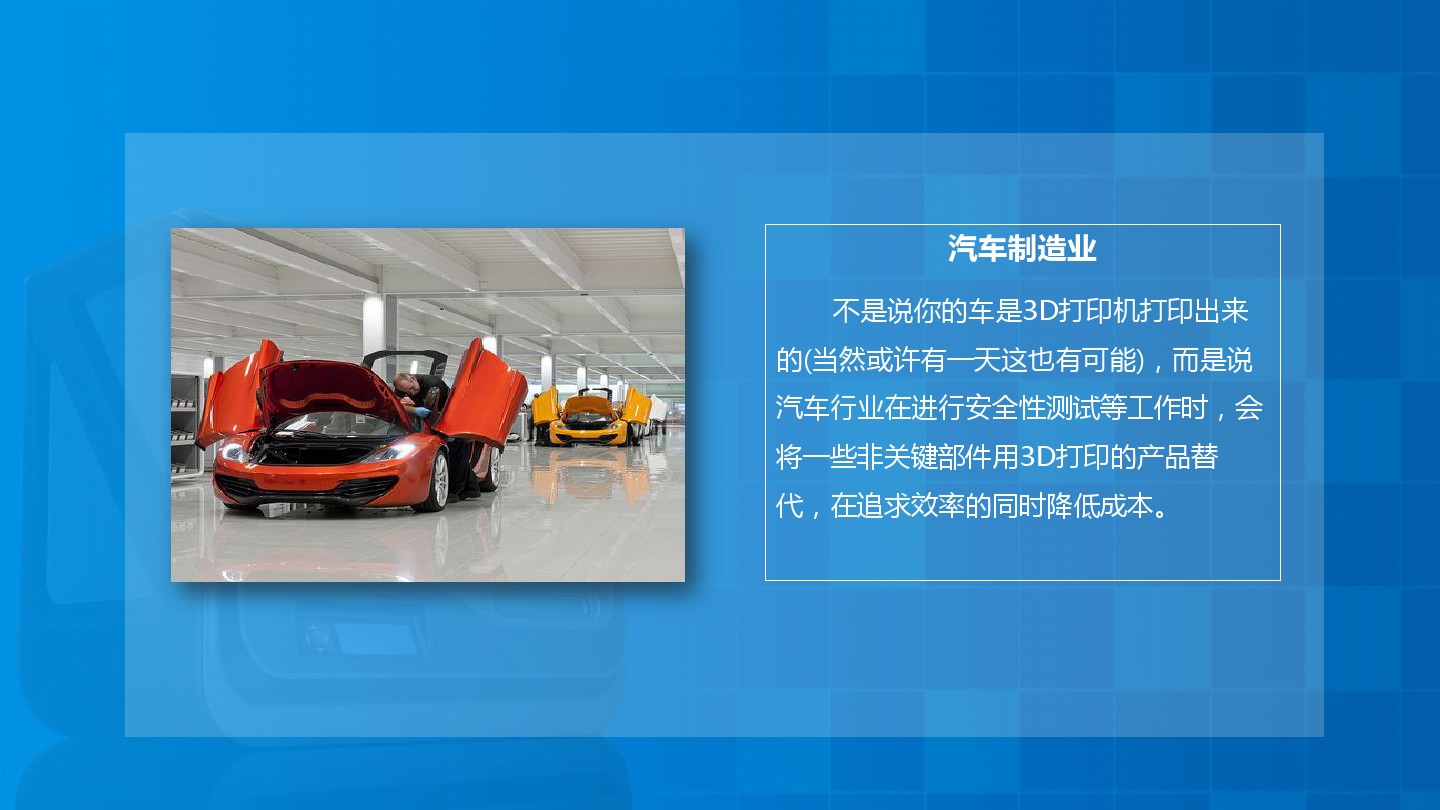 汽车制造业
不是说你的车是3D打印机打印出来
的(当然或许有一天这也有可能)，而是说
汽车行业在进行安全性测试等工作时，会
将一些非关键部件用3D打印的产品替
代，在追求效率的同时降低成本。